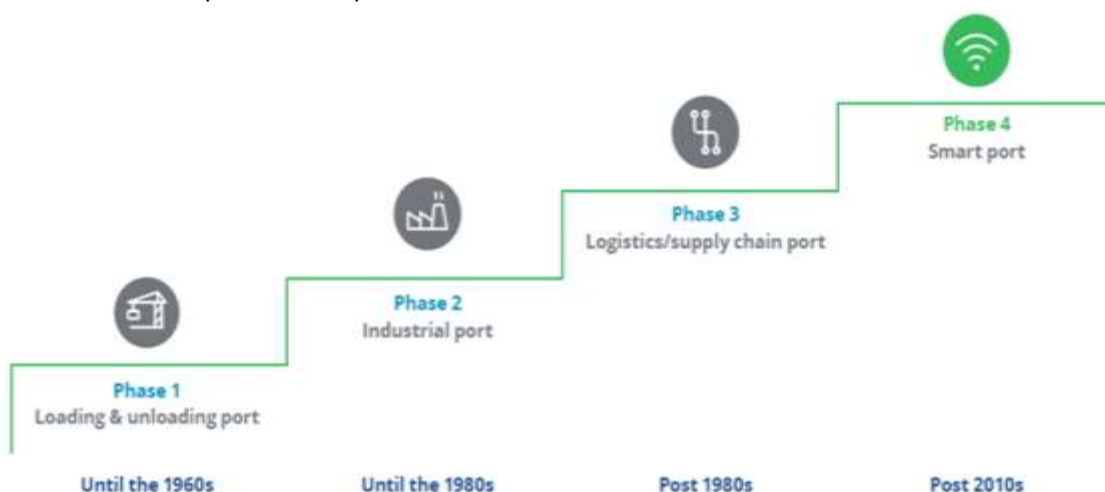 Phase 4
Smart port
Phase 3
Logistics/supply chain port
Phase 2
Industrial port
Phase 1
Loading & unloading port
Until the 1960s
Until the 1980s
Post 1980s
Post 2010s